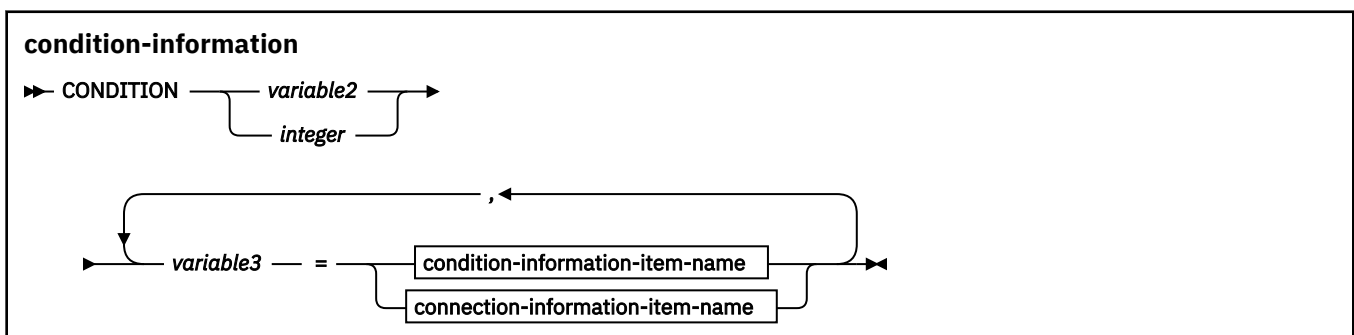 condition-information
CONDITION variable2
integer
,
variable3 = condition-information-item-name
connection-information-item-name